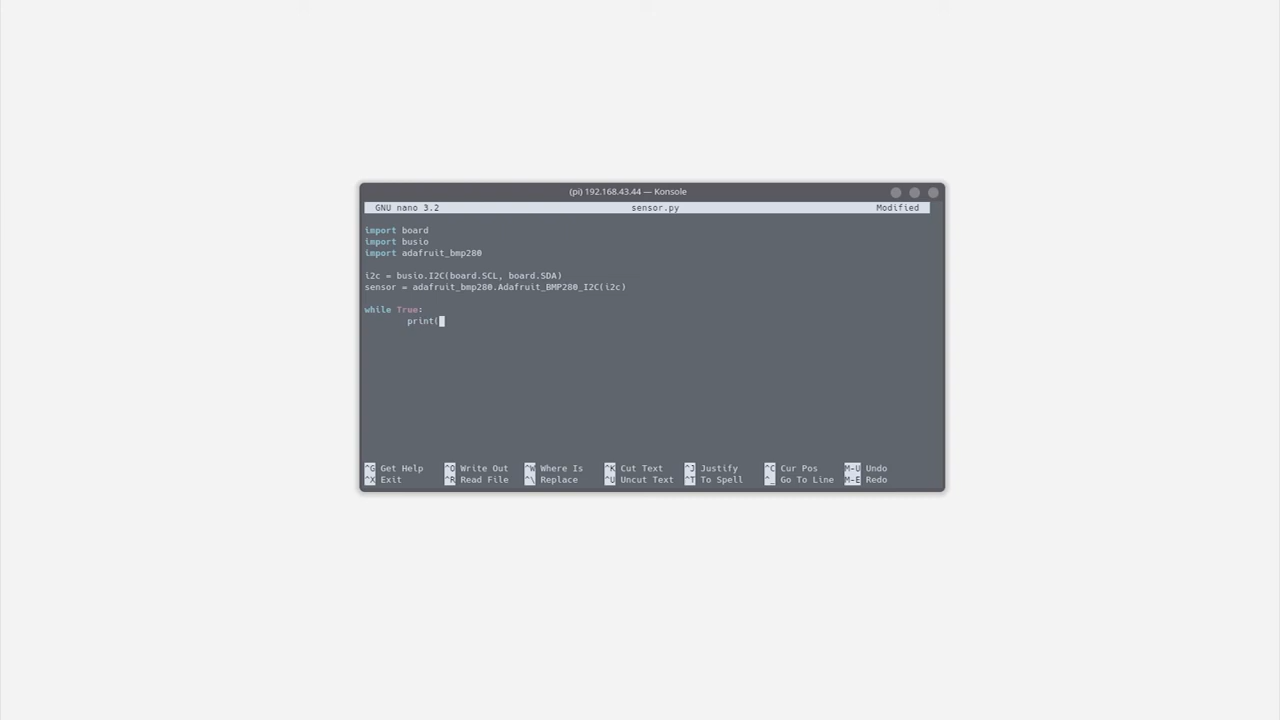 (pi) 192.168.43.44 — Konsole
GNU nano 3.2 sensor.py Modified
import board
import busio
import adafruit_bmp280
i2c = busio.I2C(board.SCL, board.SDA)
sensor = adafruit_bmp280.Adafruit_BMP280_I2C(i2c)
while True:
print(
^G Get Help ^O Write Out ^W Where Is ^K Cut Text ^J Justify ^C Cur Pos M-U Undo
^X Exit ^R Read File ^\ Replace ^U Uncut Text ^T To Spell ^_ Go To Line M-E Redo